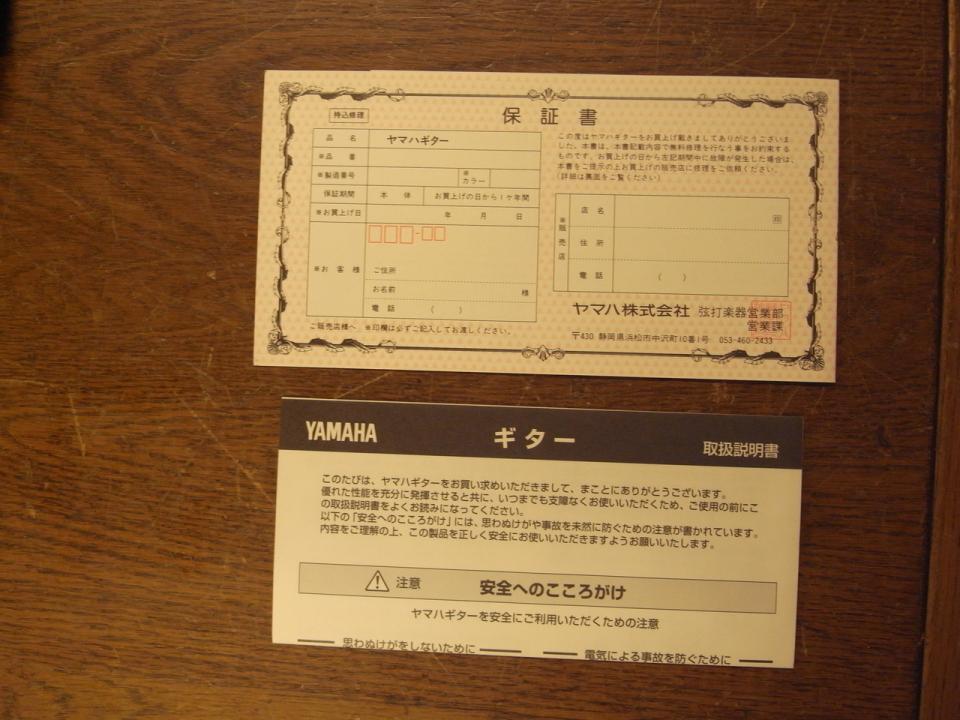 保証書
持込修理
品名 ヤマハギター
※品番
※製造番号 ※カラー
保証期間 本体 お買上げの日から1ケ年間
※お買上げ日 年 月 日
※お客様
ご住所
お名前 様
電話 ( )
ご販売店様へ ※印欄は必ずご記入してお渡しください。
この度はヤマハギターをお買上げ戴きましてありがとうございま
した。本書は、本書記載内容で無料修理を行なう事をお約束する
ものです。お買上げの日から左記期間中に故障が発生した場合は、
本書をご提示の上お買上げの販売店に修理をご依頼ください。
(詳細は裏面をご覧ください)
※販売店
店名 印
住所
電話 ( )
ヤマハ株式会社 弦打楽器営業部
営業課
〒430 静岡県浜松市中沢町10番1号 053-460-2433
YAMAHA ギター 取扱説明書
このたびは、ヤマハギターをお買い求めいただきまして、まことにありがとうございます。
優れた性能を充分に発揮させると共に、いつまでも支障なくお使いいただくため、ご使用の前にこ
の取扱説明書をよくお読みになってください。
以下の「安全へのこころがけ」には、思わぬけがや事故を未然に防ぐための注意が書かれています。
内容をご理解の上、この製品を正しく安全にお使いいただきますようお願いいたします。
注意 安全へのこころがけ
ヤマハギターを安全にご利用いただくための注意
思わぬけがをしないために 電気による事故を防ぐために